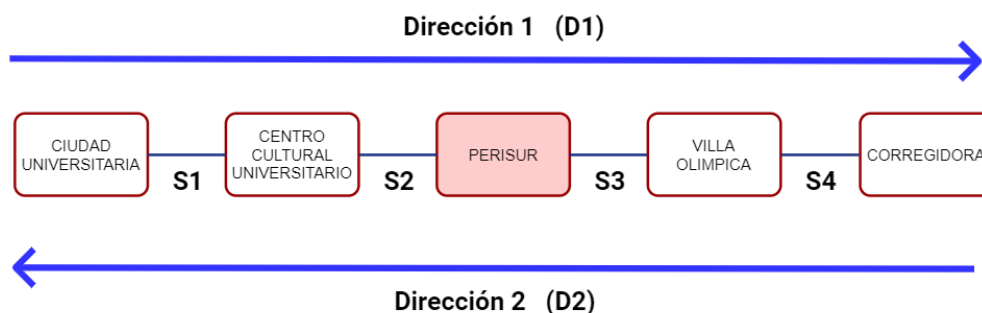 Dirección 1 (D1)
CIUDAD
UNIVERSITARIA
S1
CENTRO
CULTURAL
UNIVERSITARIO
S2
PERISUR
S3
VILLA
OLIMPICA
S4
CORREGIDORA
Dirección 2 (D2)